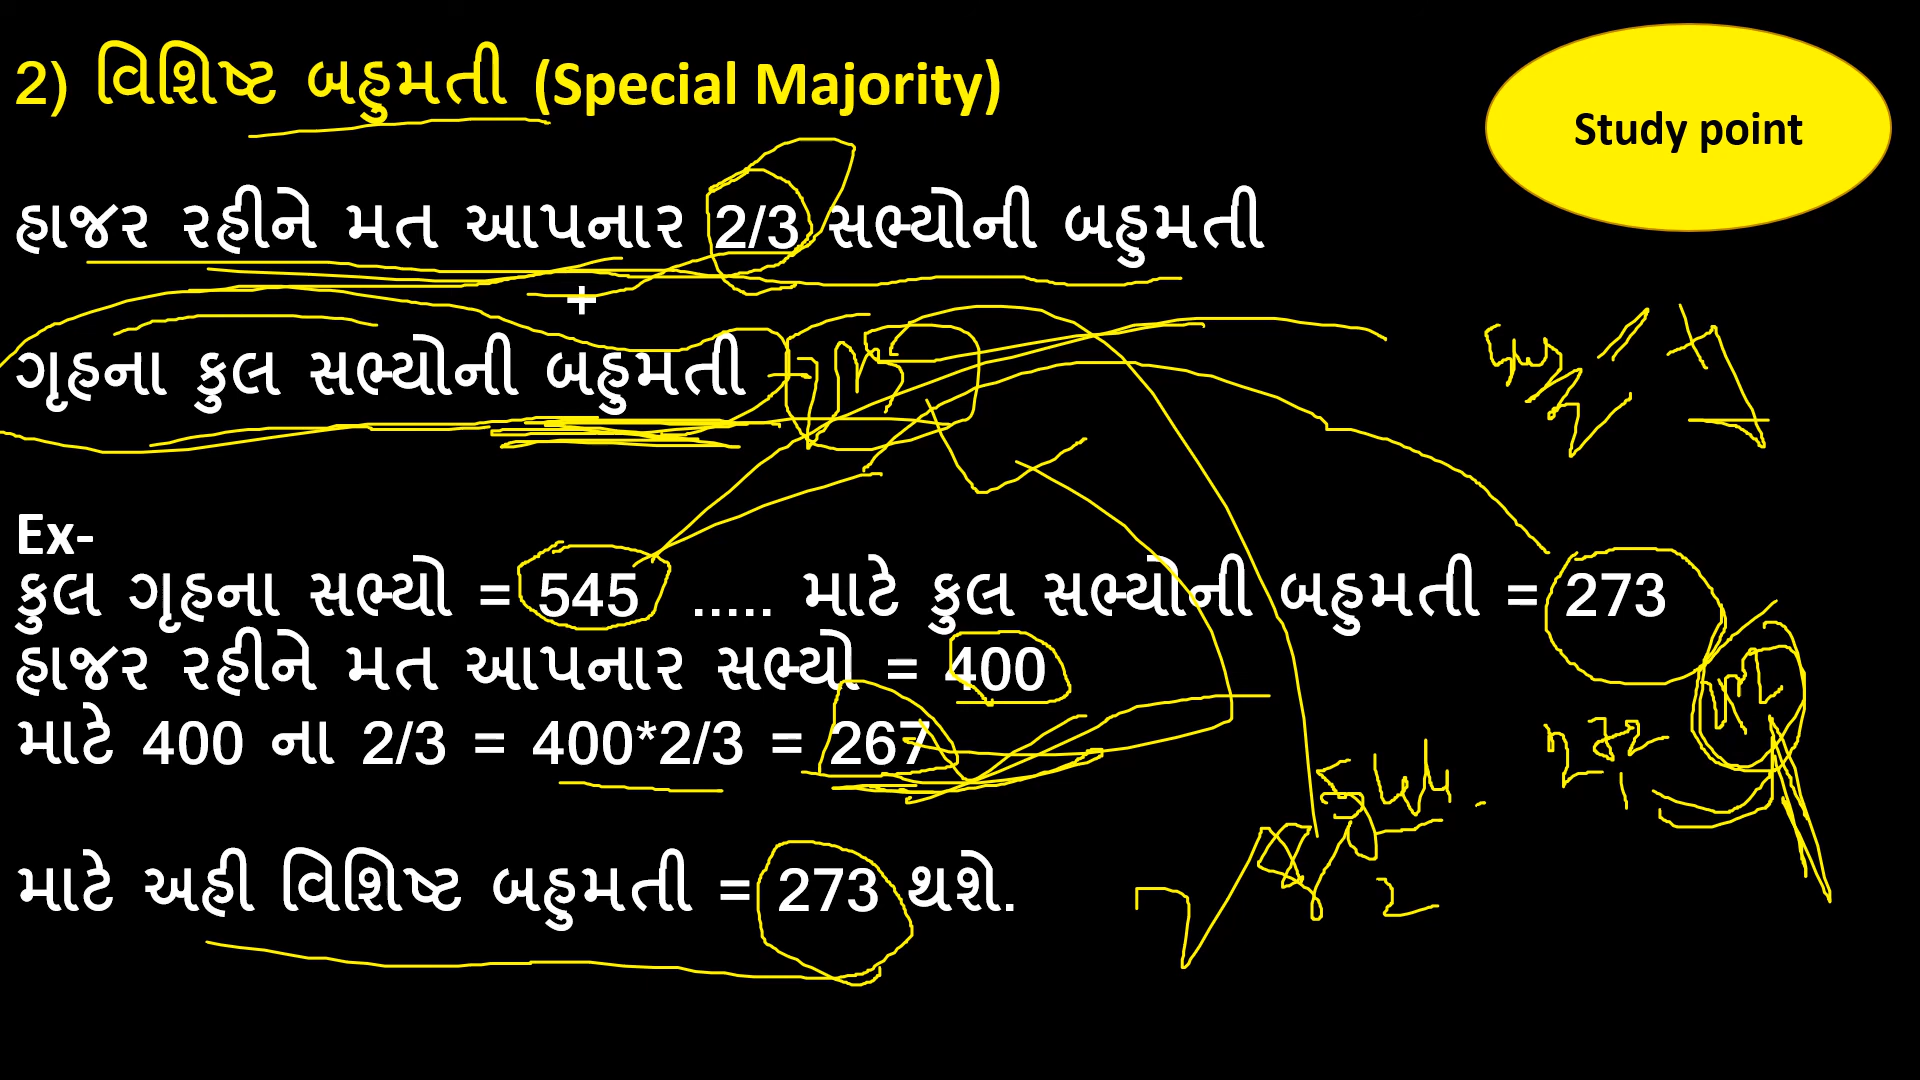 2) વિશિષ્ટ બહુમતી (Special Majority)
Study point
હાજર રહીને મત આપનાર 2/3 સભ્યોની બહુમતી
+
ગૃહના કુલ સભ્યોની બહુમતી
Ex-
કુલ ગૃહના સભ્યો = 545 ..... માટે કુલ સભ્યોની બહુમતી = 273
હાજર રહીને મત આપનાર સભ્યો = 400
માટે 400 ના 2/3 = 400*2/3 = 267
માટે અહી વિશિષ્ટ બહુમતી = 273 થશે.